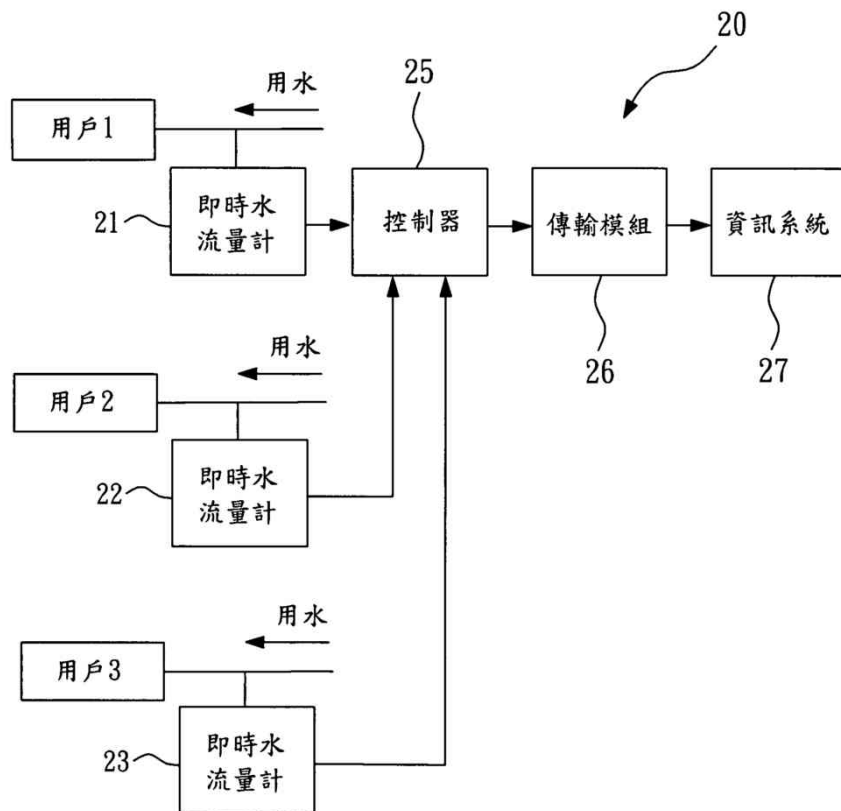 20
25
用水
用戶1
21
即時水
流量計
控制器
傳輸模組
資訊系統
26
27
用水
用戶2
22
即時水
流量計
用水
用戶3
23
即時水
流量計